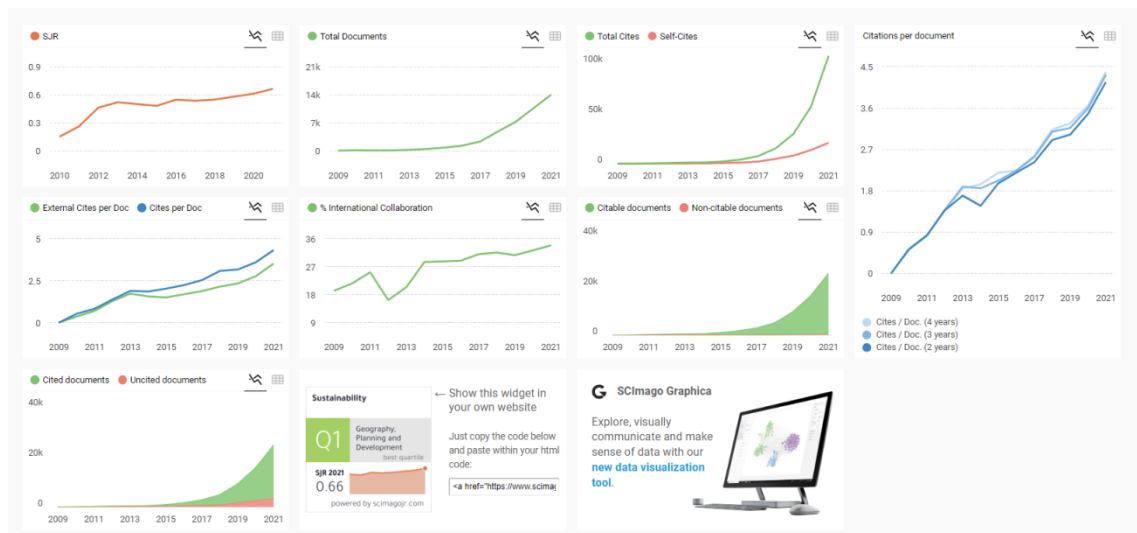 SJR
0.9
0.6
0.3
0
2010 2012 2014 2016 2018 2020
Total Documents
21k
14k
7k
0
2009 2011 2013 2015 2017 2019 2021
Total Cites Self-Cites
100k
50k
0
2009 2011 2013 2015 2017 2019 2021
Citations per document
4.5
3.6
2.7
1.8
0.9
0
2009 2011 2013 2015 2017 2019 2021
Cites / Doc. (4 years)
Cites / Doc. (3 years)
Cites / Doc. (2 years)
External Cites per Doc Cites per Doc
5
2.5
0
2009 2011 2013 2015 2017 2019 2021
% International Collaboration
36
27
18
9
2009 2011 2013 2015 2017 2019 2021
Citable documents Non-citable documents
40k
20k
0
2009 2011 2013 2015 2017 2019 2021
Cited documents Uncited documents
40k
20k
0
2009 2011 2013 2015 2017 2019 2021
Sustainability
Q1
Geography,
Planning and
Development
best quartile
SJR 2021
0.66
powered by scimagojr.com
← Show this widget in
your own website
Just copy the code below
and paste within your html
code:
<a href="https://www.scimag
G SCImago Graphica
Explore, visually
communicate and make
sense of data with our
new data visualization
tool.